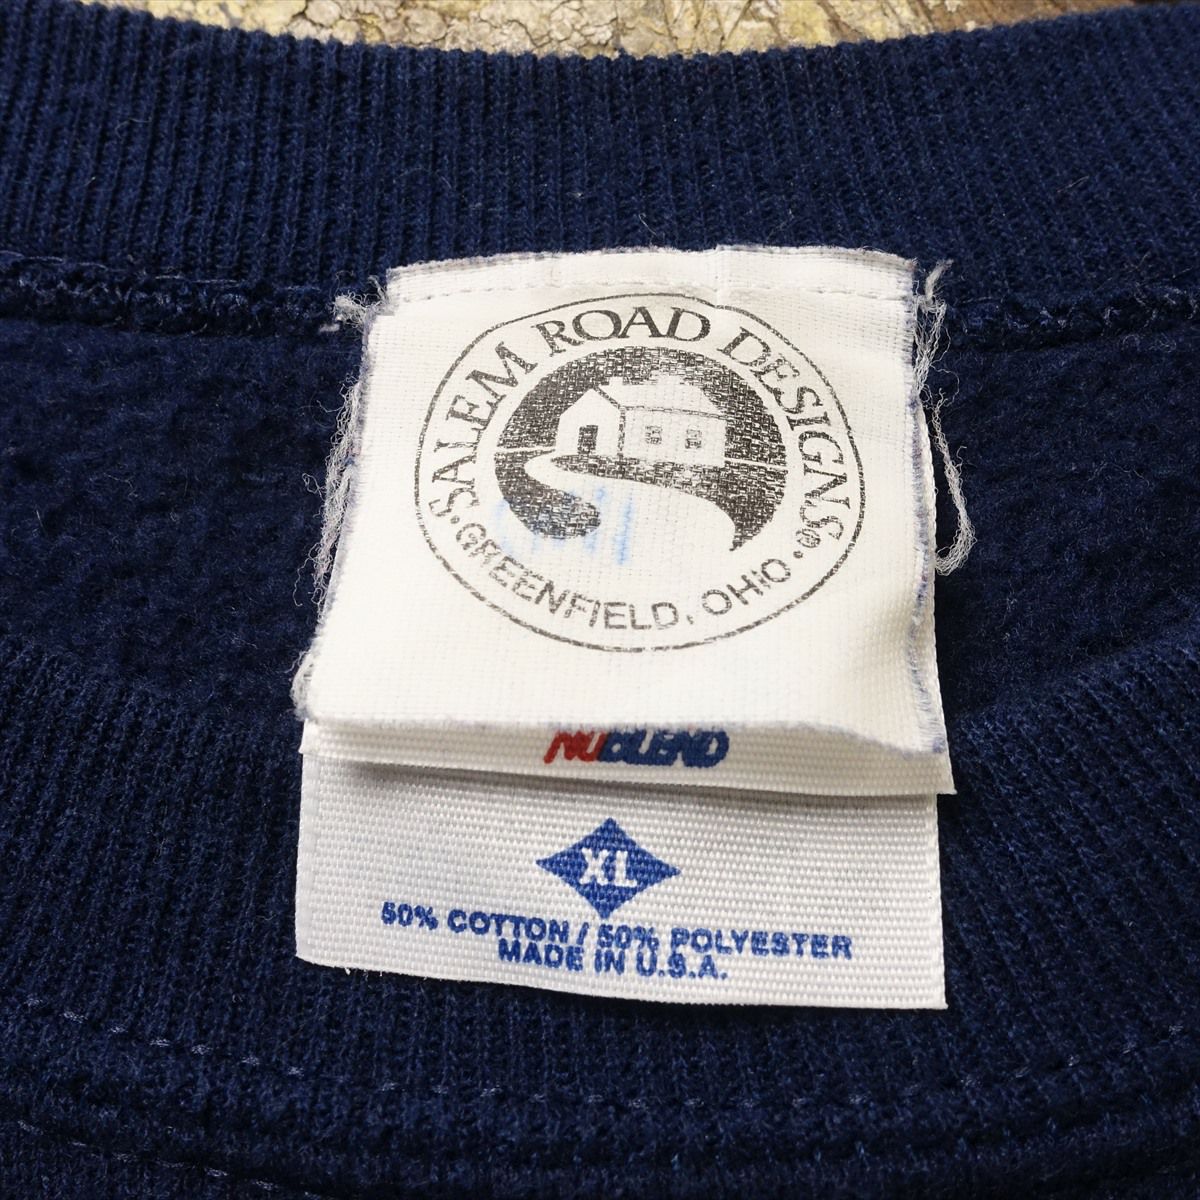 SALEM ROAD DESIGNS®
• GREENFIELD, OHIO •
NUBLEND
XL
50% COTTON / 50% POLYESTER
MADE IN U.S.A.